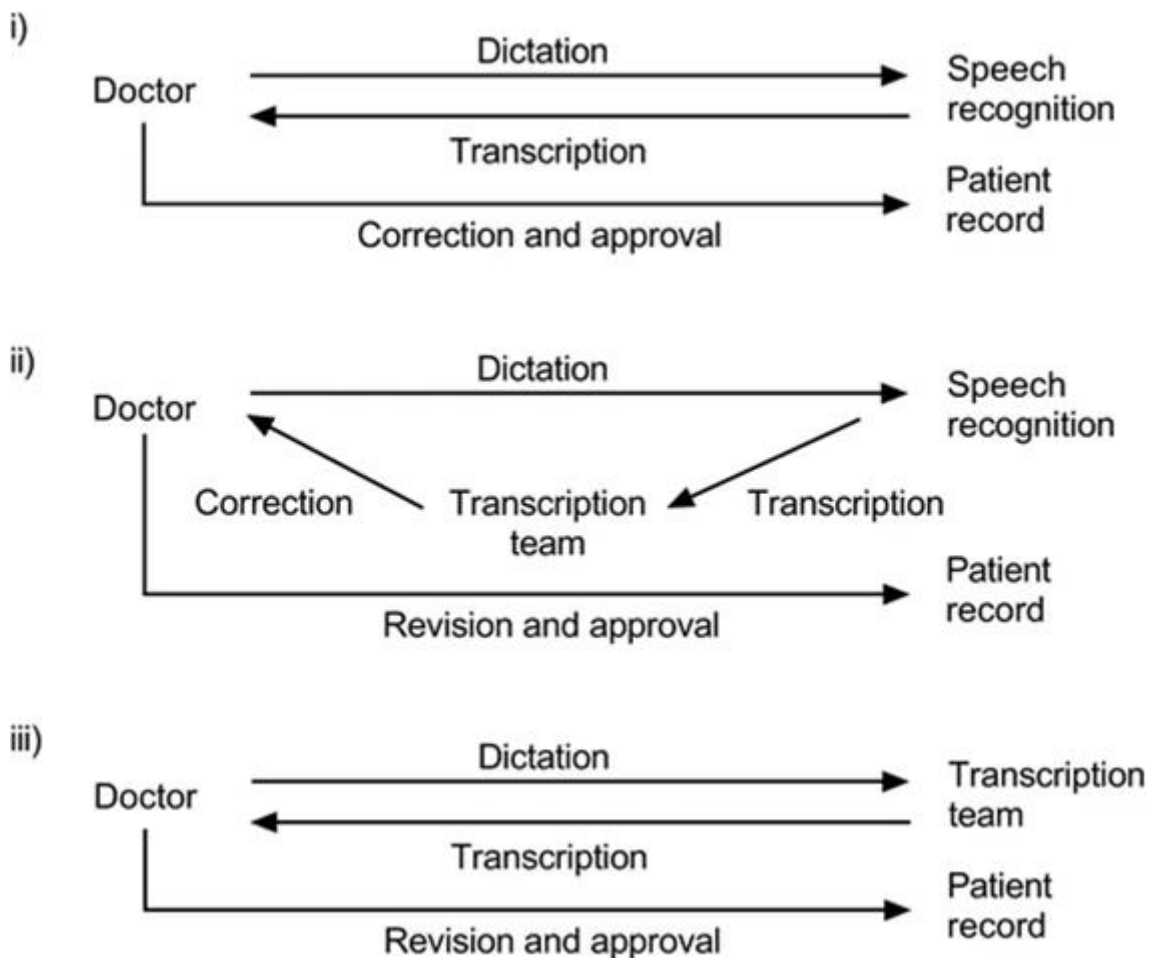 i)
Dictation
Doctor
Speech
recognition
Transcription
Patient
record
Correction and approval
ii)
Dictation
Doctor
Speech
recognition
Correction
Transcription
team
Transcription
Patient
record
Revision and approval
iii)
Dictation
Doctor
Transcription
team
Transcription
Patient
record
Revision and approval